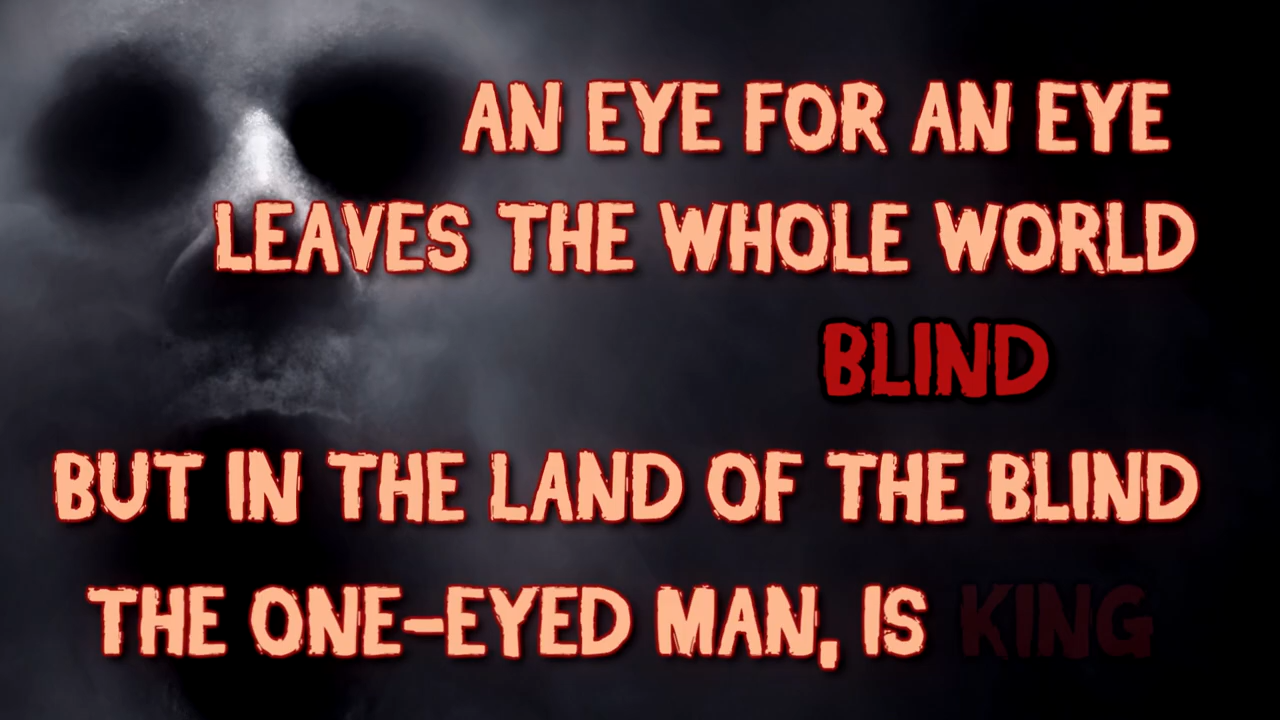 AN EYE FOR AN EYE
LEAVES THE WHOLE WORLD
BLIND
BUT IN THE LAND OF THE BLIND
THE ONE-EYED MAN, IS KING